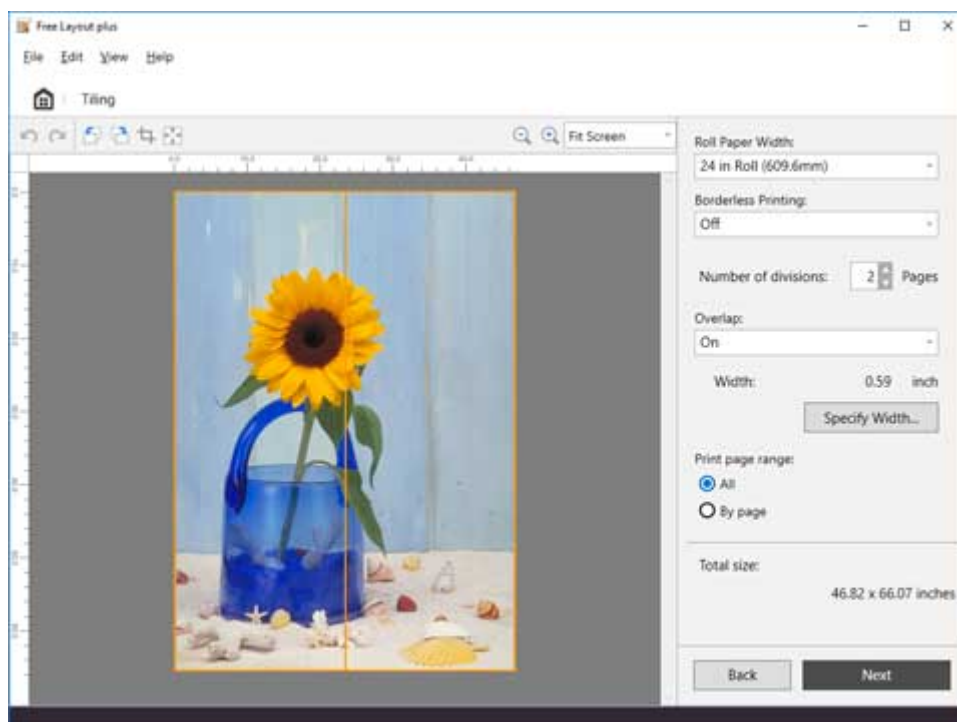 Free Layout plus
File Edit View Help
Tiling
Fit Screen
Roll Paper Width:
24 in Roll (609.6mm)
Borderless Printing:
Off
Number of divisions: 2 Pages
Overlap:
On
Width: 0.59 inch
Specify Width...
Print page range:
All
By page
Total size:
46.82 x 66.07 inches
Back Next